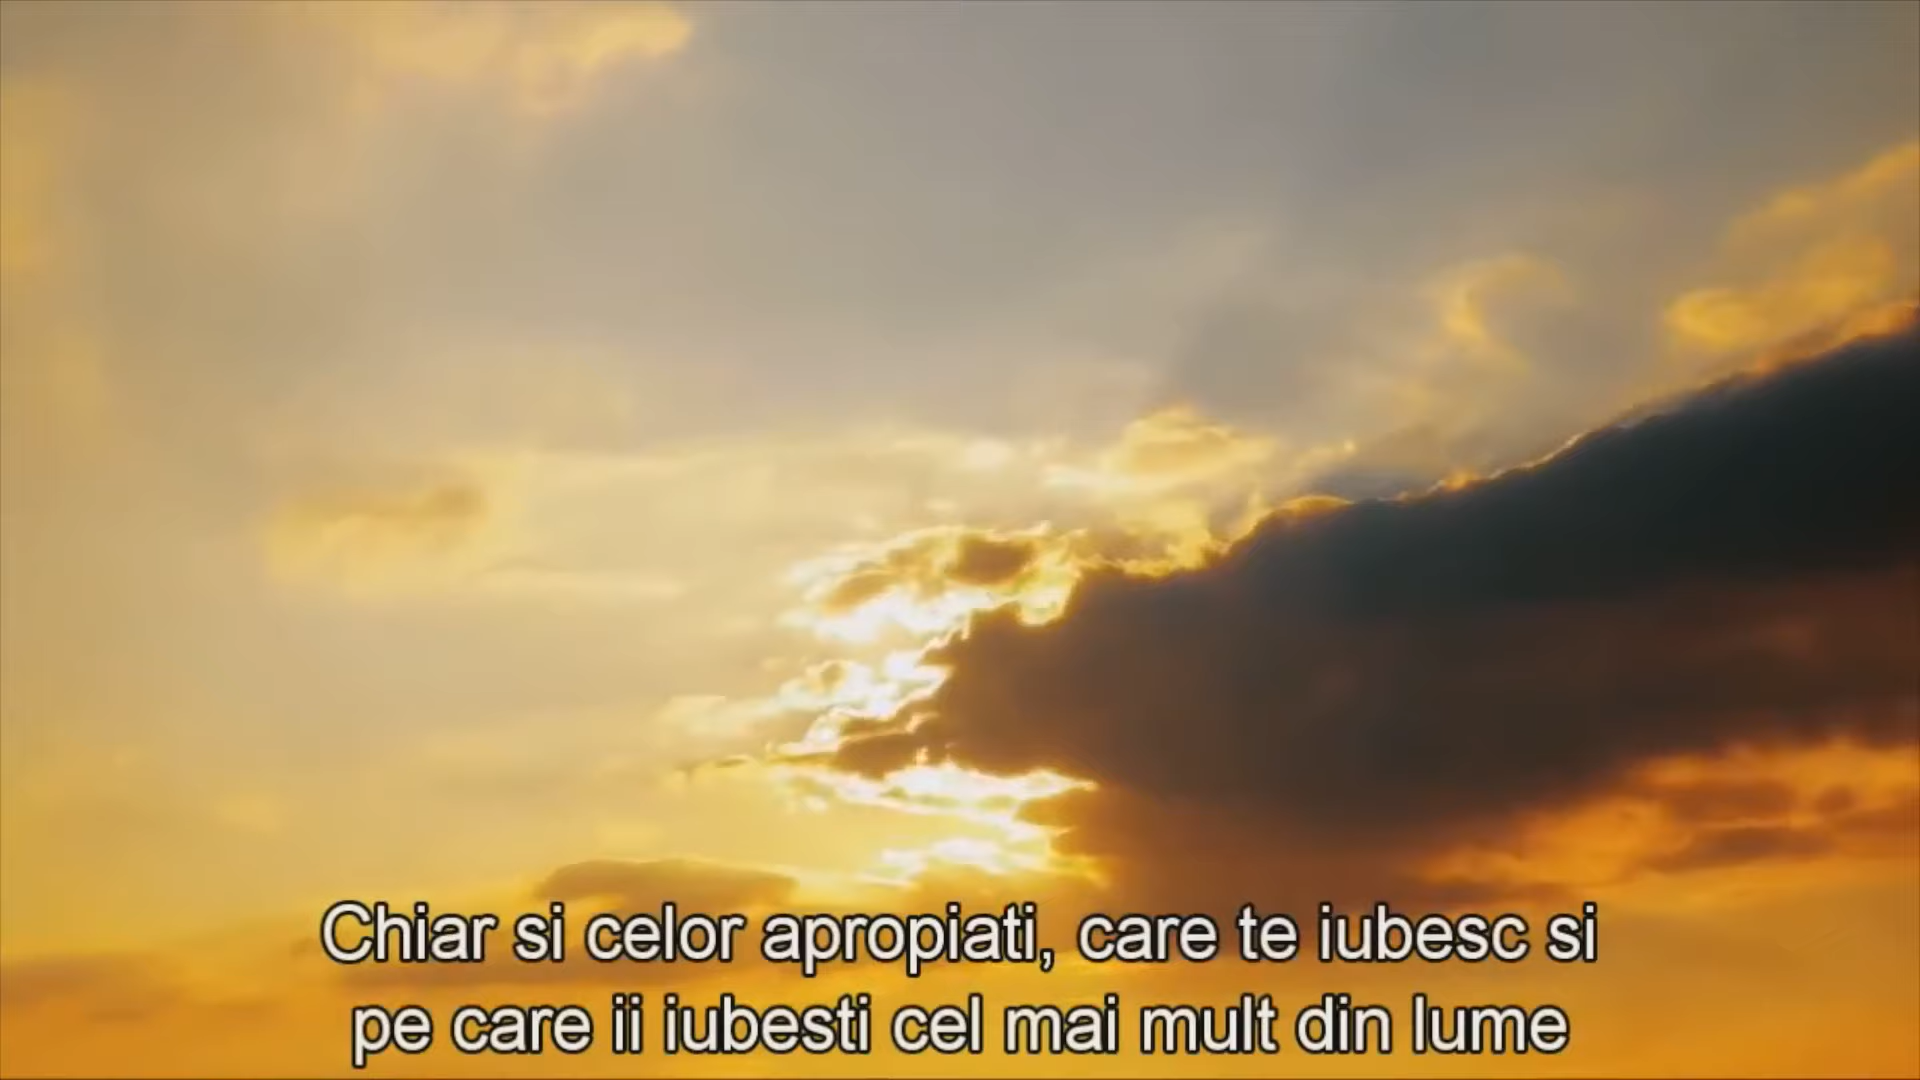 Chiar si celor apropiati, care te iubesc si
pe care ii iubesti cel mai mult din lume